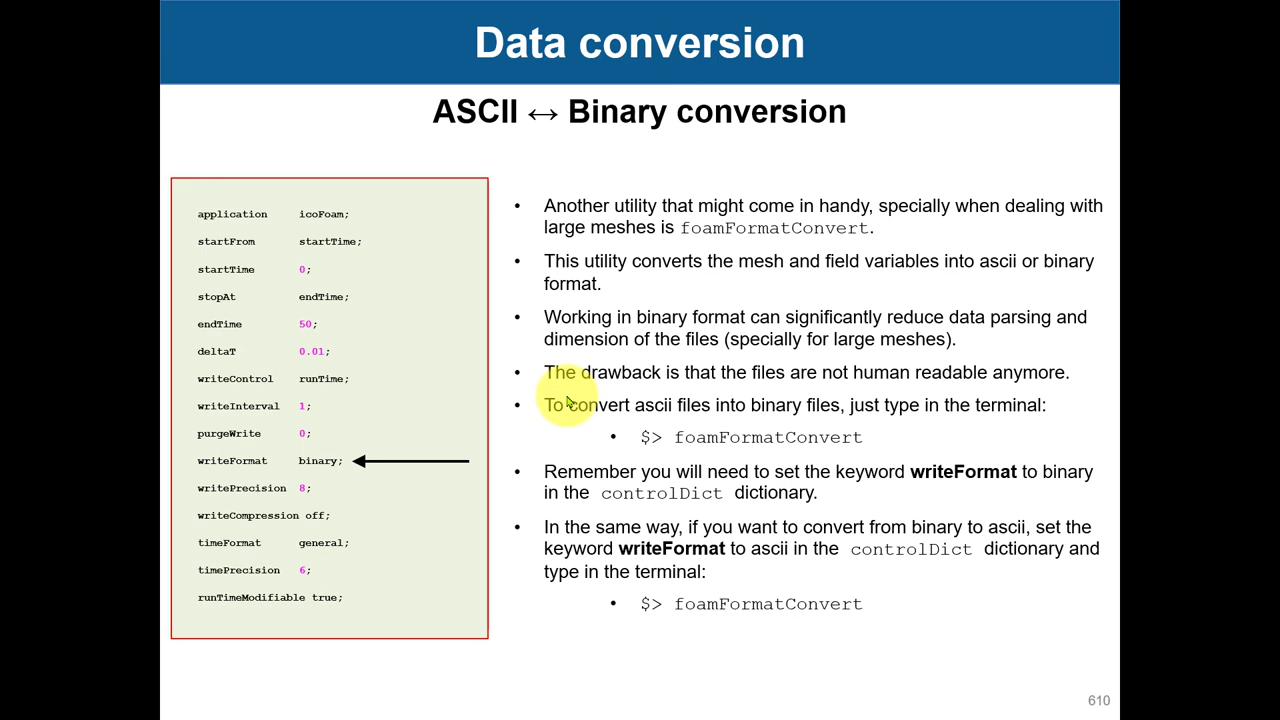 Data conversion
ASCII ↔ Binary conversion
application icoFoam;
startFrom startTime;
startTime 0;
stopAt endTime;
endTime 50;
deltaT 0.01;
writeControl runTime;
writeInterval 1;
purgeWrite 0;
writeFormat binary;
writePrecision 8;
writeCompression off;
timeFormat general;
timePrecision 6;
runTimeModifiable true;
• Another utility that might come in handy, specially when dealing with
large meshes is foamFormatConvert.
• This utility converts the mesh and field variables into ascii or binary
format.
• Working in binary format can significantly reduce data parsing and
dimension of the files (specially for large meshes).
• The drawback is that the files are not human readable anymore.
• To convert ascii files into binary files, just type in the terminal:
• $> foamFormatConvert
• Remember you will need to set the keyword writeFormat to binary
in the controlDict dictionary.
• In the same way, if you want to convert from binary to ascii, set the
keyword writeFormat to ascii in the controlDict dictionary and
type in the terminal:
• $> foamFormatConvert
610